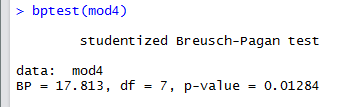 > bptest(mod4)
studentized Breusch-Pagan test
data:  mod4
BP = 17.813, df = 7, p-value = 0.01284